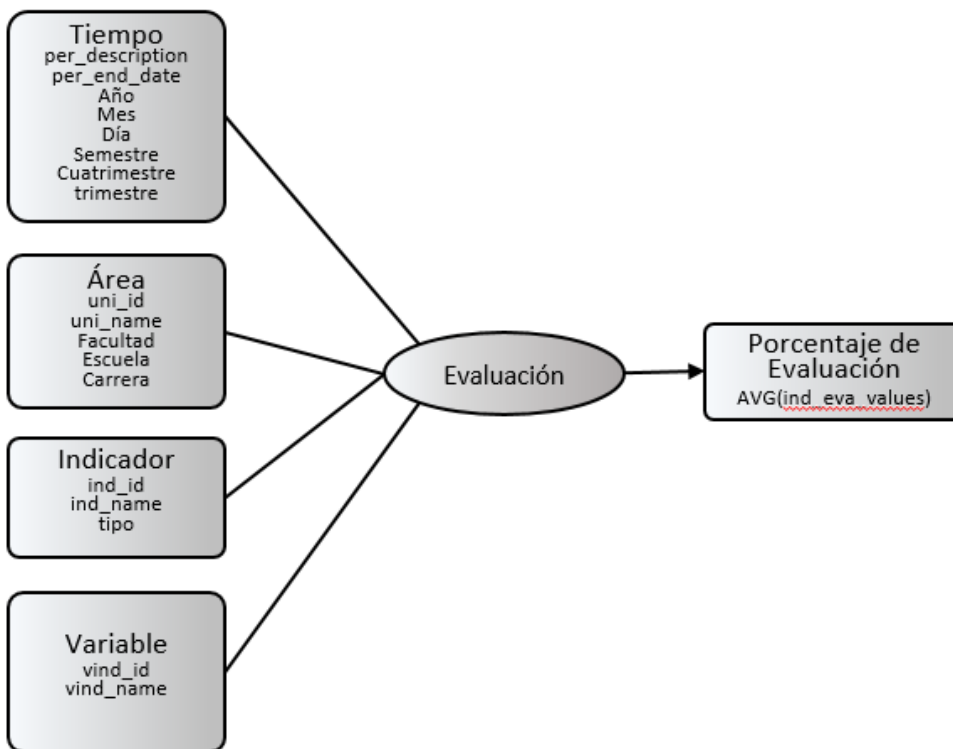 Tiempo
per_description
per_end_date
Año
Mes
Día
Semestre
Cuatrimestre
trimestre
Área
uni_id
uni_name
Facultad
Escuela
Carrera
Indicador
ind_id
ind_name
tipo
Variable
vind_id
vind_name
Evaluación
Porcentaje de
Evaluación
AVG(ind_eva_values)